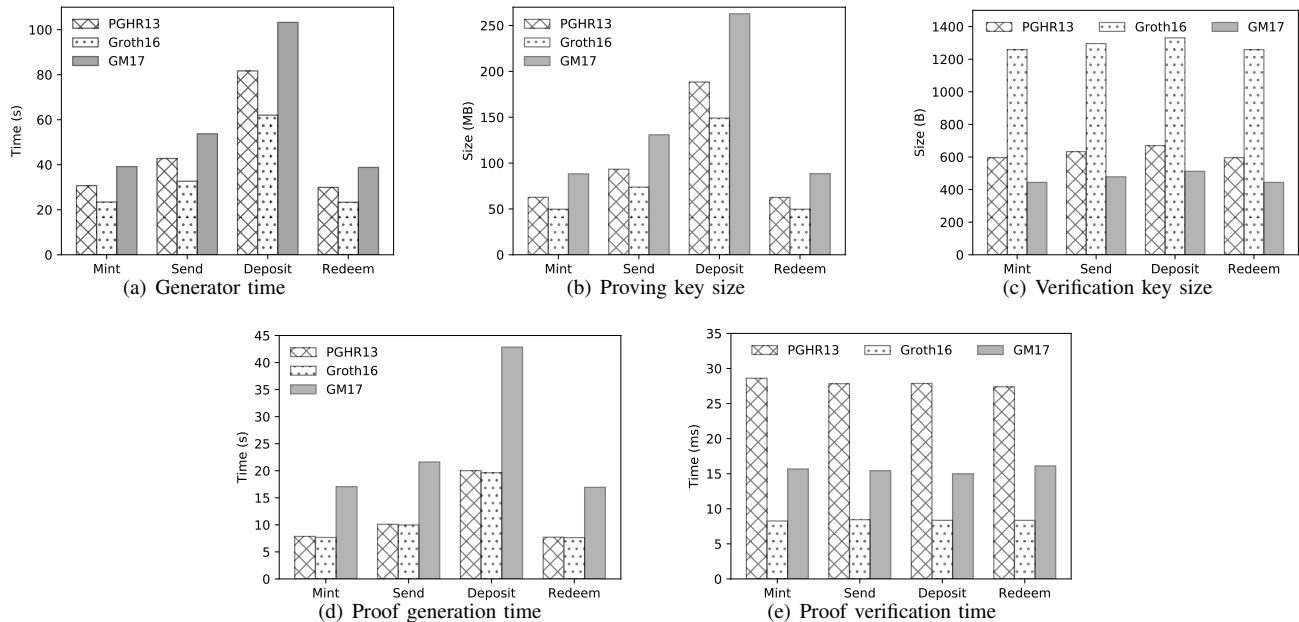 100
80
60
40
20
0
Time (s)
PGHR13
Groth16
GM17
Mint Send Deposit Redeem
(a) Generator time
250
200
150
100
50
0
Size (MB)
PGHR13
Groth16
GM17
Mint Send Deposit Redeem
(b) Proving key size
1400
1200
1000
800
600
400
200
0
Size (B)
PGHR13 Groth16 GM17
Mint Send Deposit Redeem
(c) Verification key size
45
40
35
30
25
20
15
10
5
0
Time (s)
PGHR13
Groth16
GM17
Mint Send Deposit Redeem
(d) Proof generation time
35
30
25
20
15
10
5
0
Time (ms)
PGHR13 Groth16 GM17
Mint Send Deposit Redeem
(e) Proof verification time